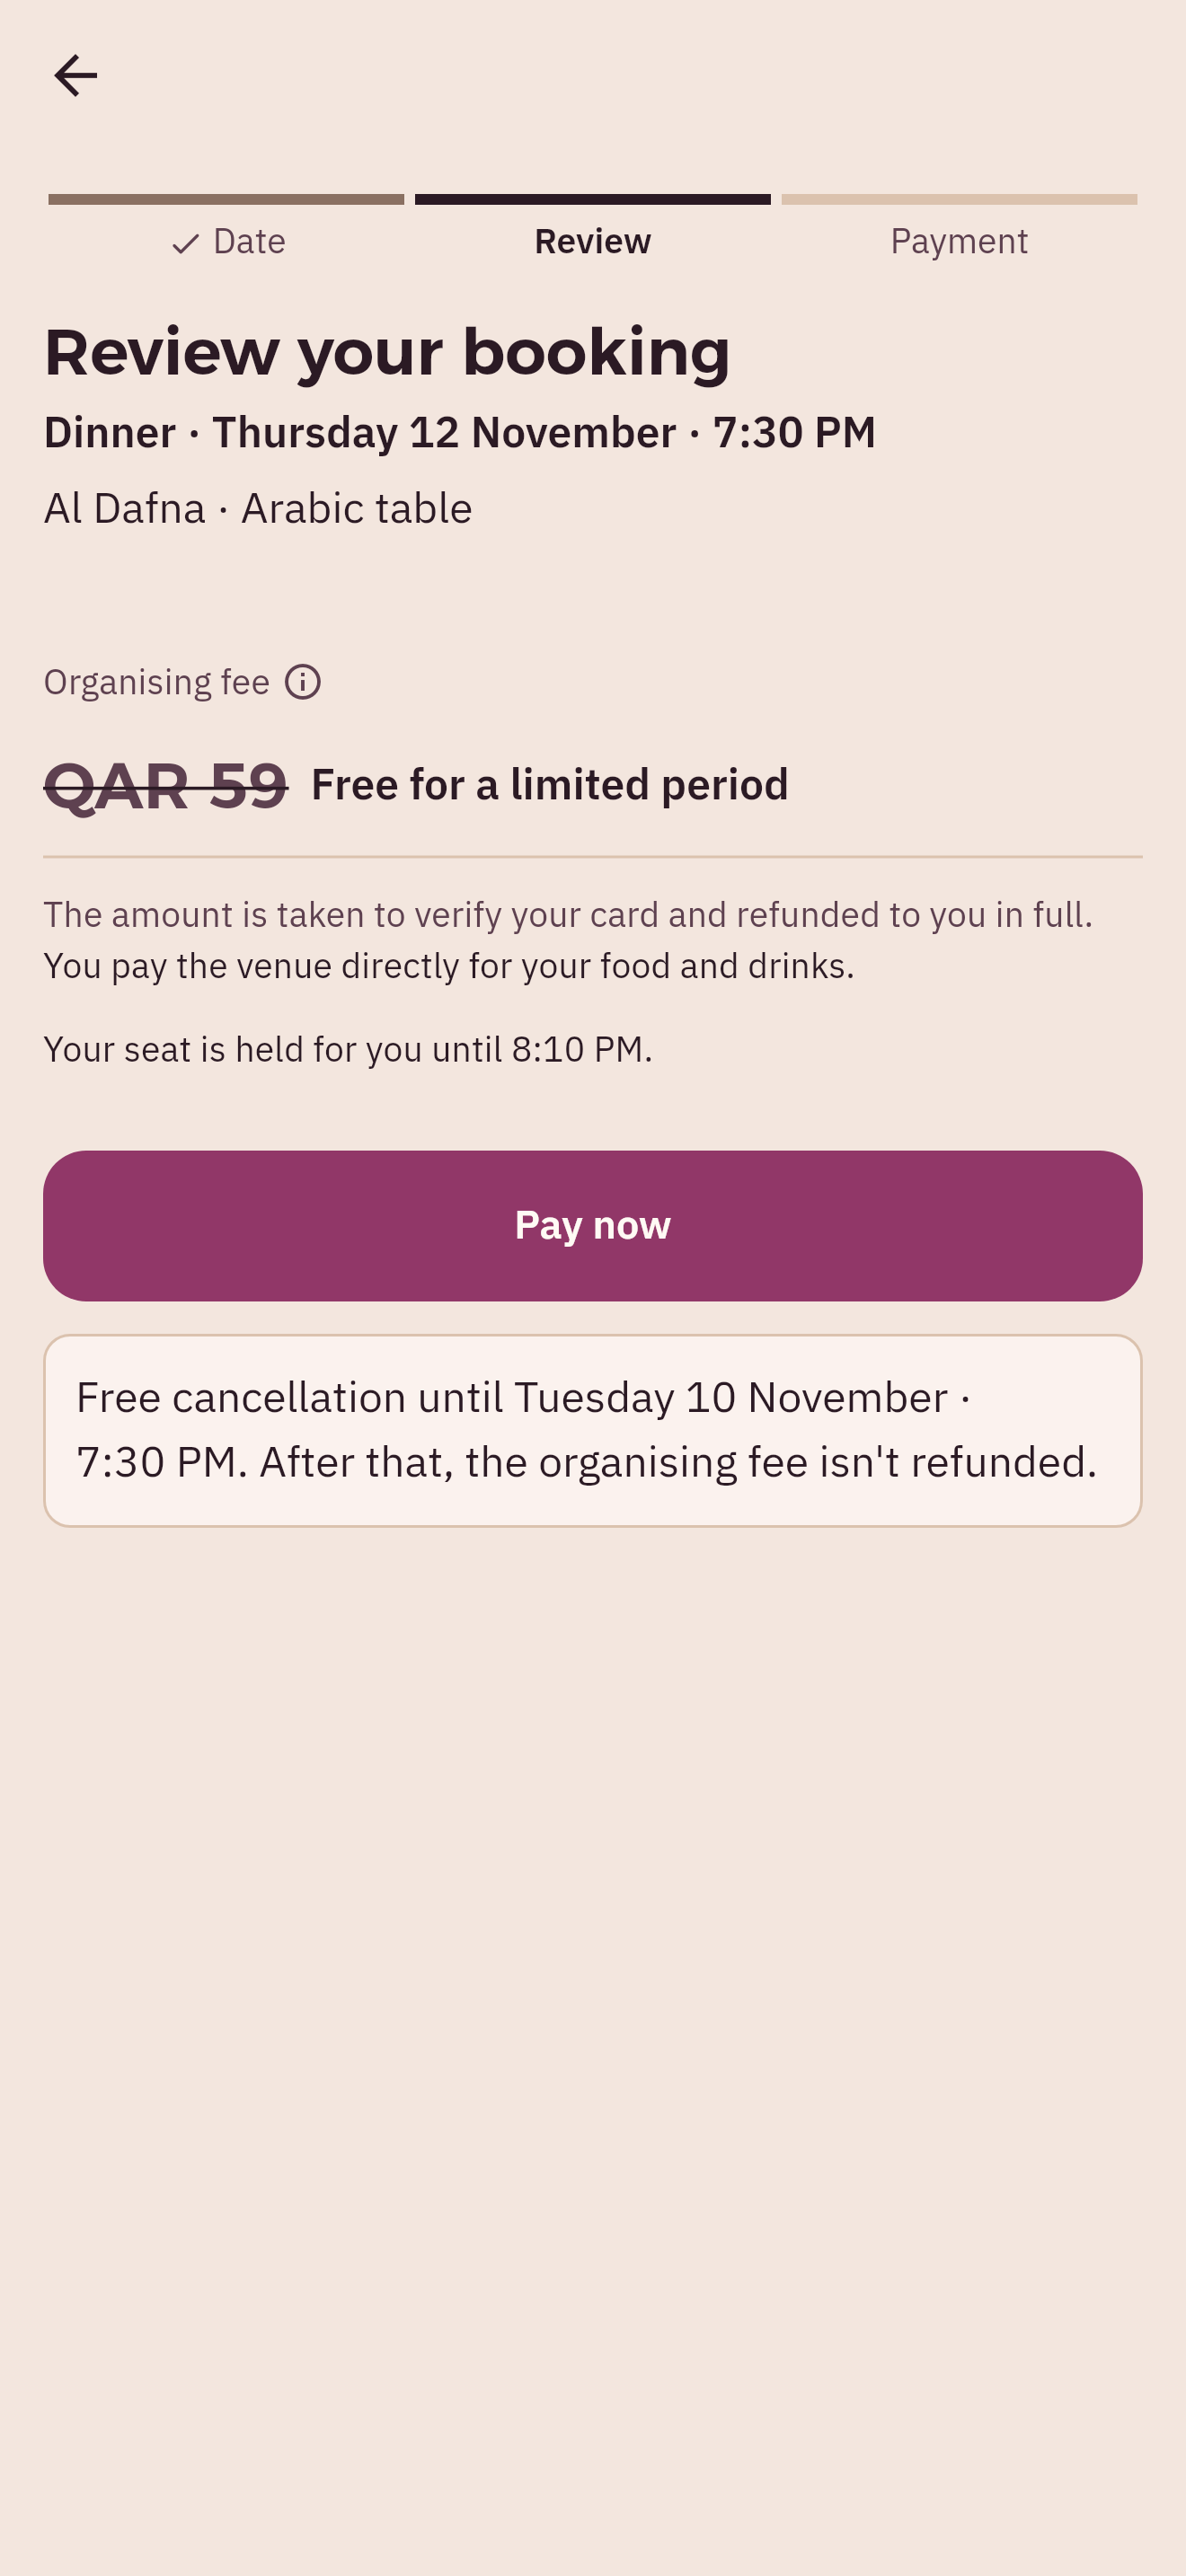 Date
Review
Payment
Review your booking
Dinner · Thursday 12 November · 7:30 PM
Al Dafna · Arabic table
Organising fee
QAR 59 Free for a limited period
The amount is taken to verify your card and refunded to you in full.
You pay the venue directly for your food and drinks.
Your seat is held for you until 8:10 PM.
Pay now
Free cancellation until Tuesday 10 November ·
7:30 PM. After that, the organising fee isn't refunded.